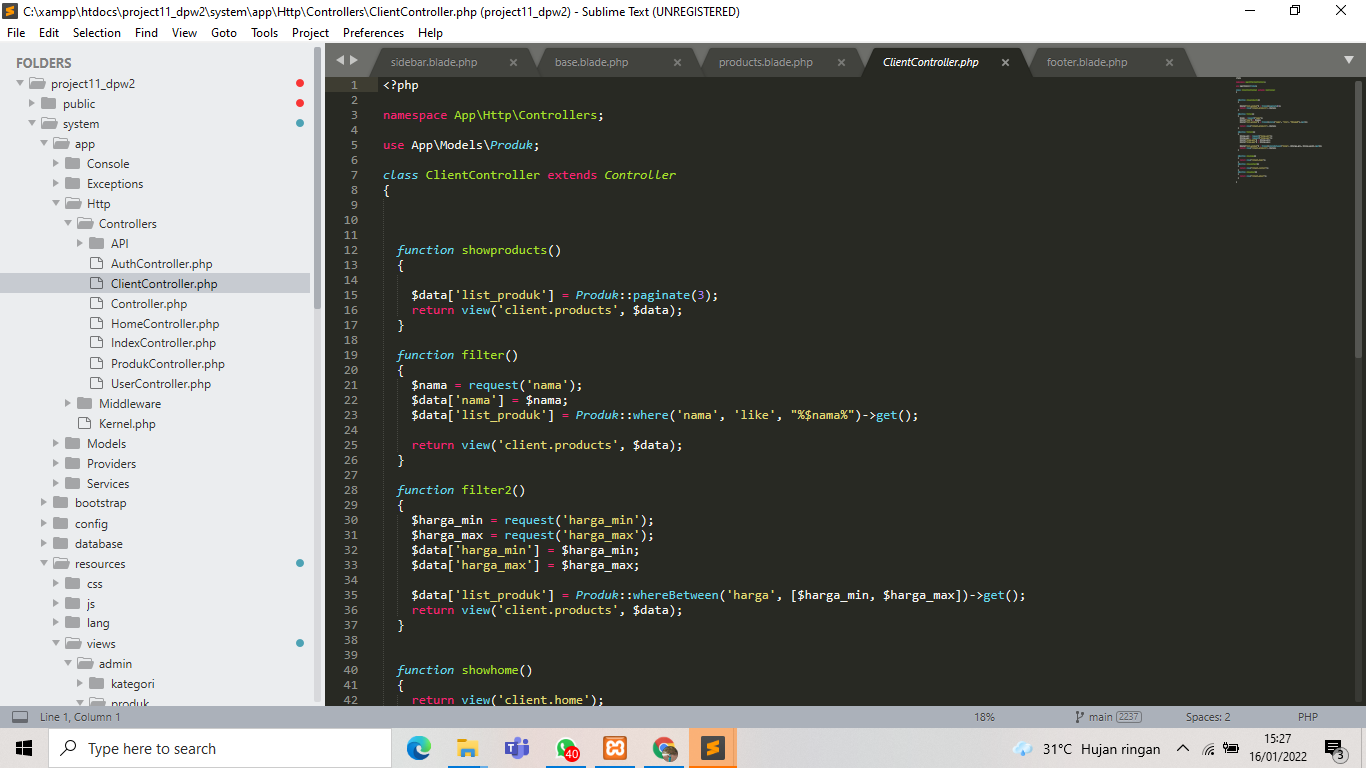 C:\xampp\htdocs\project11_dpw2\system\app\Http\Controllers\ClientController.php (project11_dpw2) - Sublime Text (UNREGISTERED)
File Edit Selection Find View Goto Tools Project Preferences Help
FOLDERS
project11_dpw2
public
system
app
Console
Exceptions
Http
Controllers
API
AuthController.php
ClientController.php
Controller.php
HomeController.php
IndexController.php
ProdukController.php
UserController.php
Middleware
Kernel.php
Models
Providers
Services
bootstrap
config
database
resources
css
js
lang
views
admin
kategori
produk
sidebar.blade.php base.blade.php products.blade.php ClientController.php footer.blade.php
1 <?php
2
3 namespace App\Http\Controllers;
4
5 use App\Models\Produk;
6
7 class ClientController extends Controller
8 {
9
10
11
12 function showproducts()
13 {
14
15 $data['list_produk'] = Produk::paginate(3);
16 return view('client.products', $data);
17 }
18
19 function filter()
20 {
21 $nama = request('nama');
22 $data['nama'] = $nama;
23 $data['list_produk'] = Produk::where('nama', 'like', "%$nama%")->get();
24
25 return view('client.products', $data);
26 }
27
28 function filter2()
29 {
30 $harga_min = request('harga_min');
31 $harga_max = request('harga_max');
32 $data['harga_min'] = $harga_min;
33 $data['harga_max'] = $harga_max;
34
35 $data['list_produk'] = Produk::whereBetween('harga', [$harga_min, $harga_max])->get();
36 return view('client.products', $data);
37 }
38
39
40 function showhome()
41 {
42 return view('client.home');
Line 1, Column 1 18% main 2237 Spaces: 2 PHP
Type here to search
40
31°C Hujan ringan
15:27
16/01/2022
3